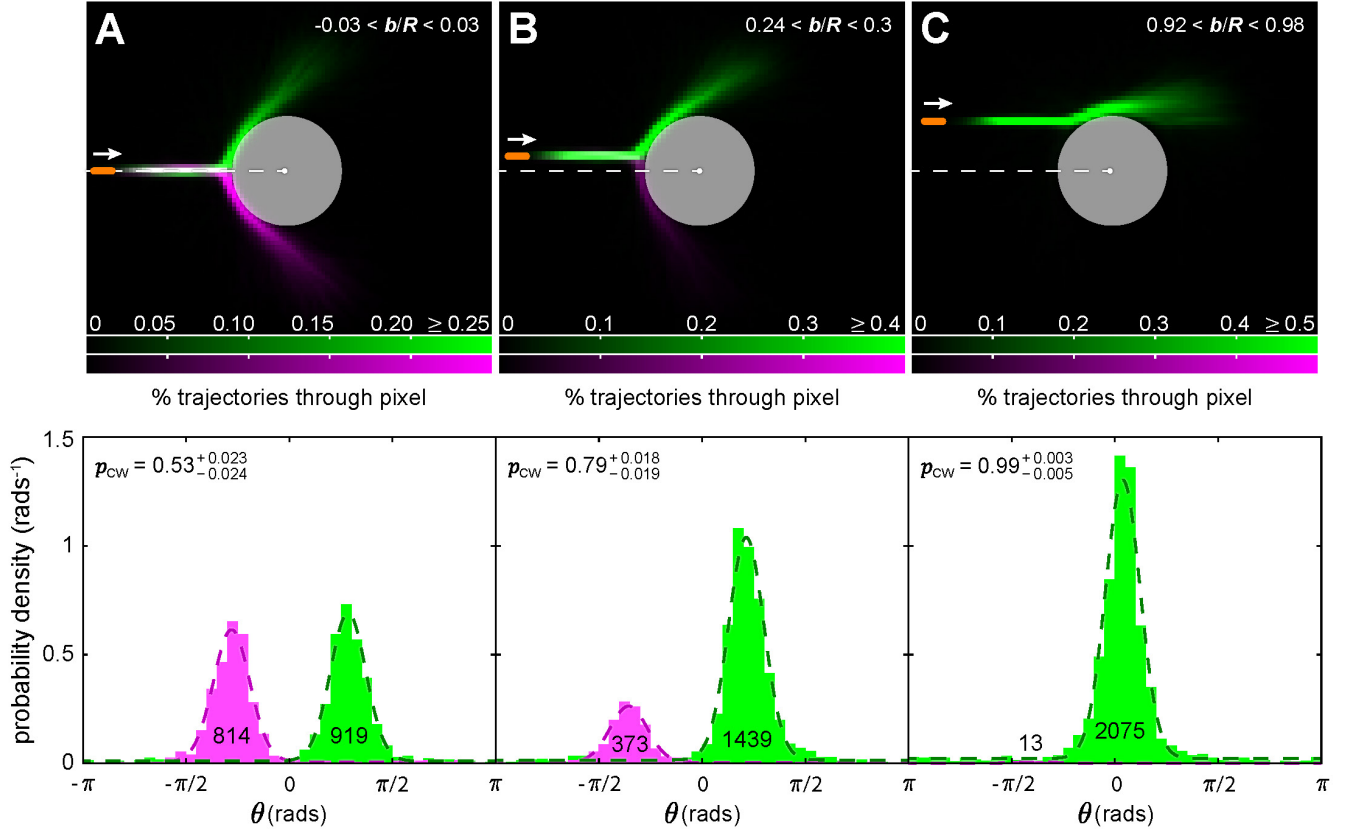 A
-0.03 < b/R < 0.03
B
0.24 < b/R < 0.3
C
0.92 < b/R < 0.98
0 0.05 0.10 0.15 0.20 ≥ 0.25
0 0.1 0.2 0.3 ≥ 0.4
0 0.1 0.2 0.3 0.4 ≥ 0.5
% trajectories through pixel
% trajectories through pixel
% trajectories through pixel
probability density (rads⁻¹)
1.5
1
0.5
0
p_CW = 0.53 +0.023 −0.024
814
919
-π -π/2 0 π/2 π
θ (rads)
p_CW = 0.79 +0.018 −0.019
373
1439
-π/2 0 π/2 π
θ (rads)
p_CW = 0.99 +0.003 −0.005
13
2075
-π/2 0 π/2 π
θ (rads)